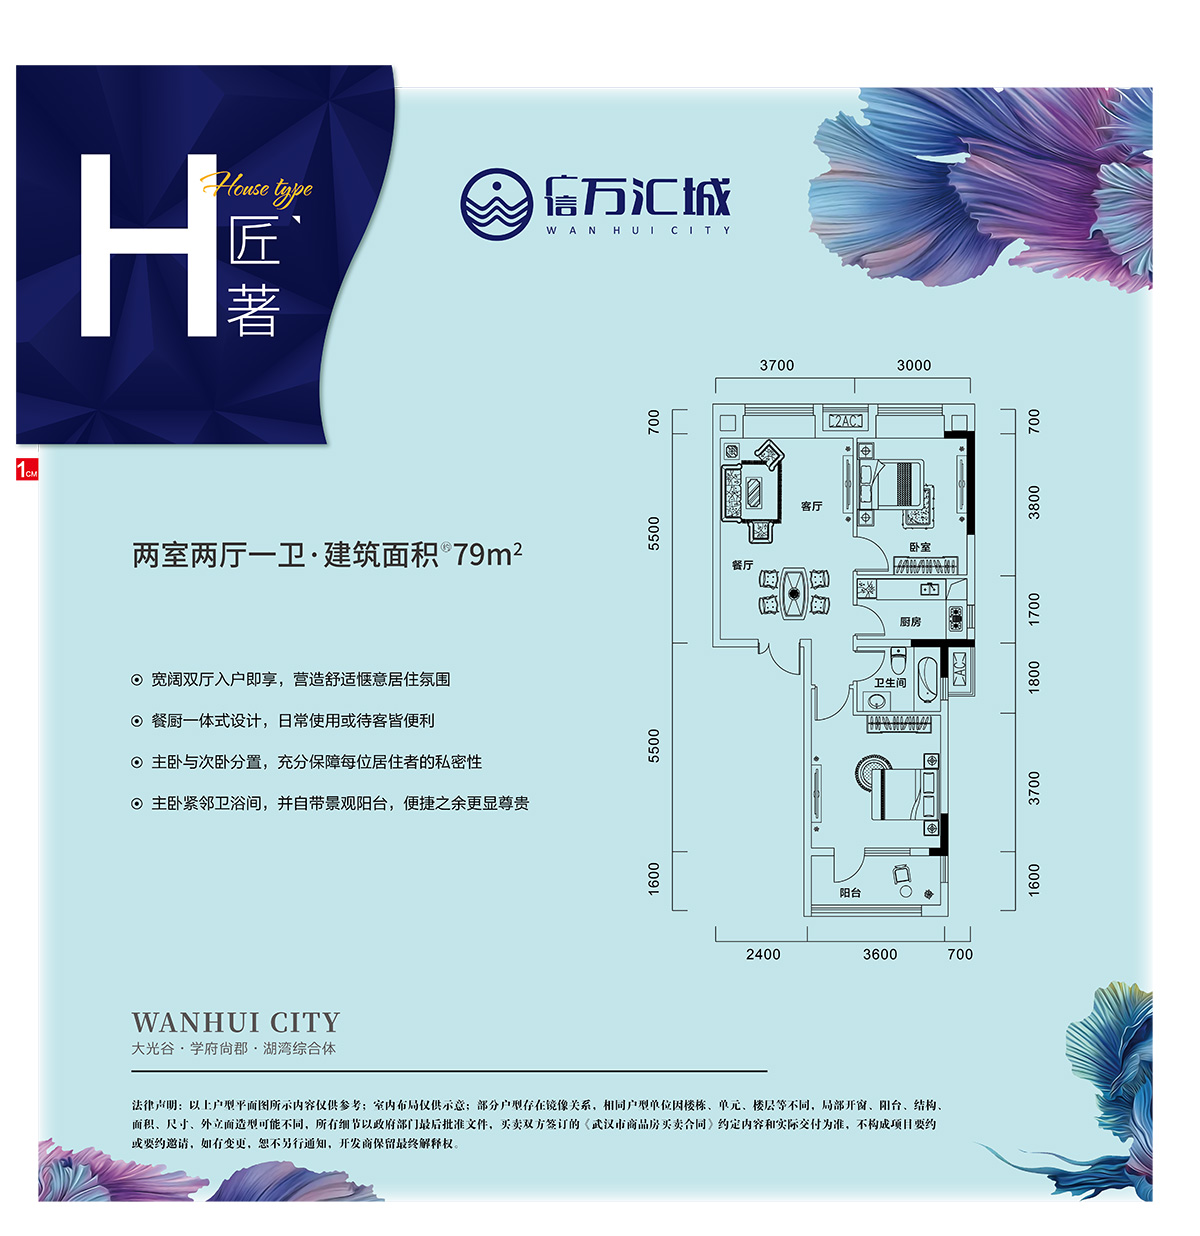 H
House type
匠
著
信万汇城
WANHUI CITY
1CM
两室两厅一卫·建筑面积约79m²
宽阔双厅入户即享，营造舒适惬意居住氛围
餐厨一体式设计，日常使用或待客皆便利
主卧与次卧分置，充分保障每位居住者的私密性
主卧紧邻卫浴间，并自带景观阳台，便捷之余更显尊贵
3700
3000
700
5500
5500
1600
700
3800
1700
1800
3700
1600
2AC
客厅
卧室
餐厅
厨房
卫生间
AC
阳台
2400
3600
700
WANHUI CITY
大光谷·学府尚郡·湖湾综合体
法律声明：以上户型平面图所示内容仅供参考；室内布局仅供示意；部分户型存在镜像关系，相同户型单位因楼栋、单元、楼层等不同，局部开窗、阳台、结构、
面积、尺寸、外立面造型可能不同，所有细节以政府部门最后批准文件，买卖双方签订的《武汉市商品房买卖合同》约定内容和实际交付为准，不构成项目要约
或要约邀请，如有变更，恕不另行通知，开发商保留最终解释权。